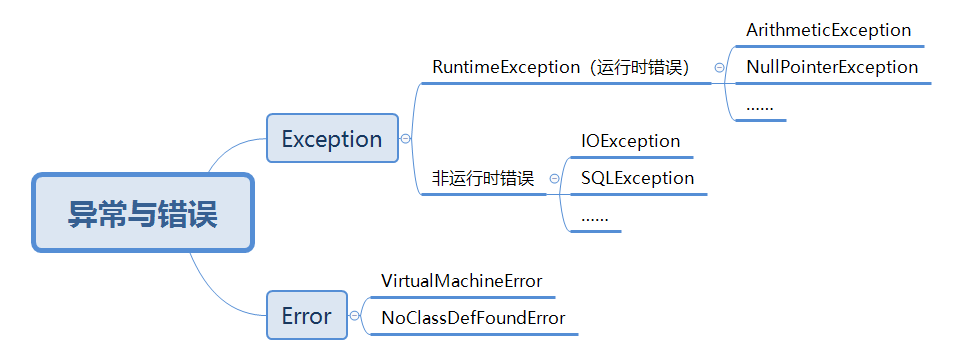 异常与错误
Exception
RuntimeException（运行时错误）
ArithmeticException
NullPointerException
……
非运行时错误
IOException
SQLException
……
Error
VirtualMachineError
NoClassDefFoundError